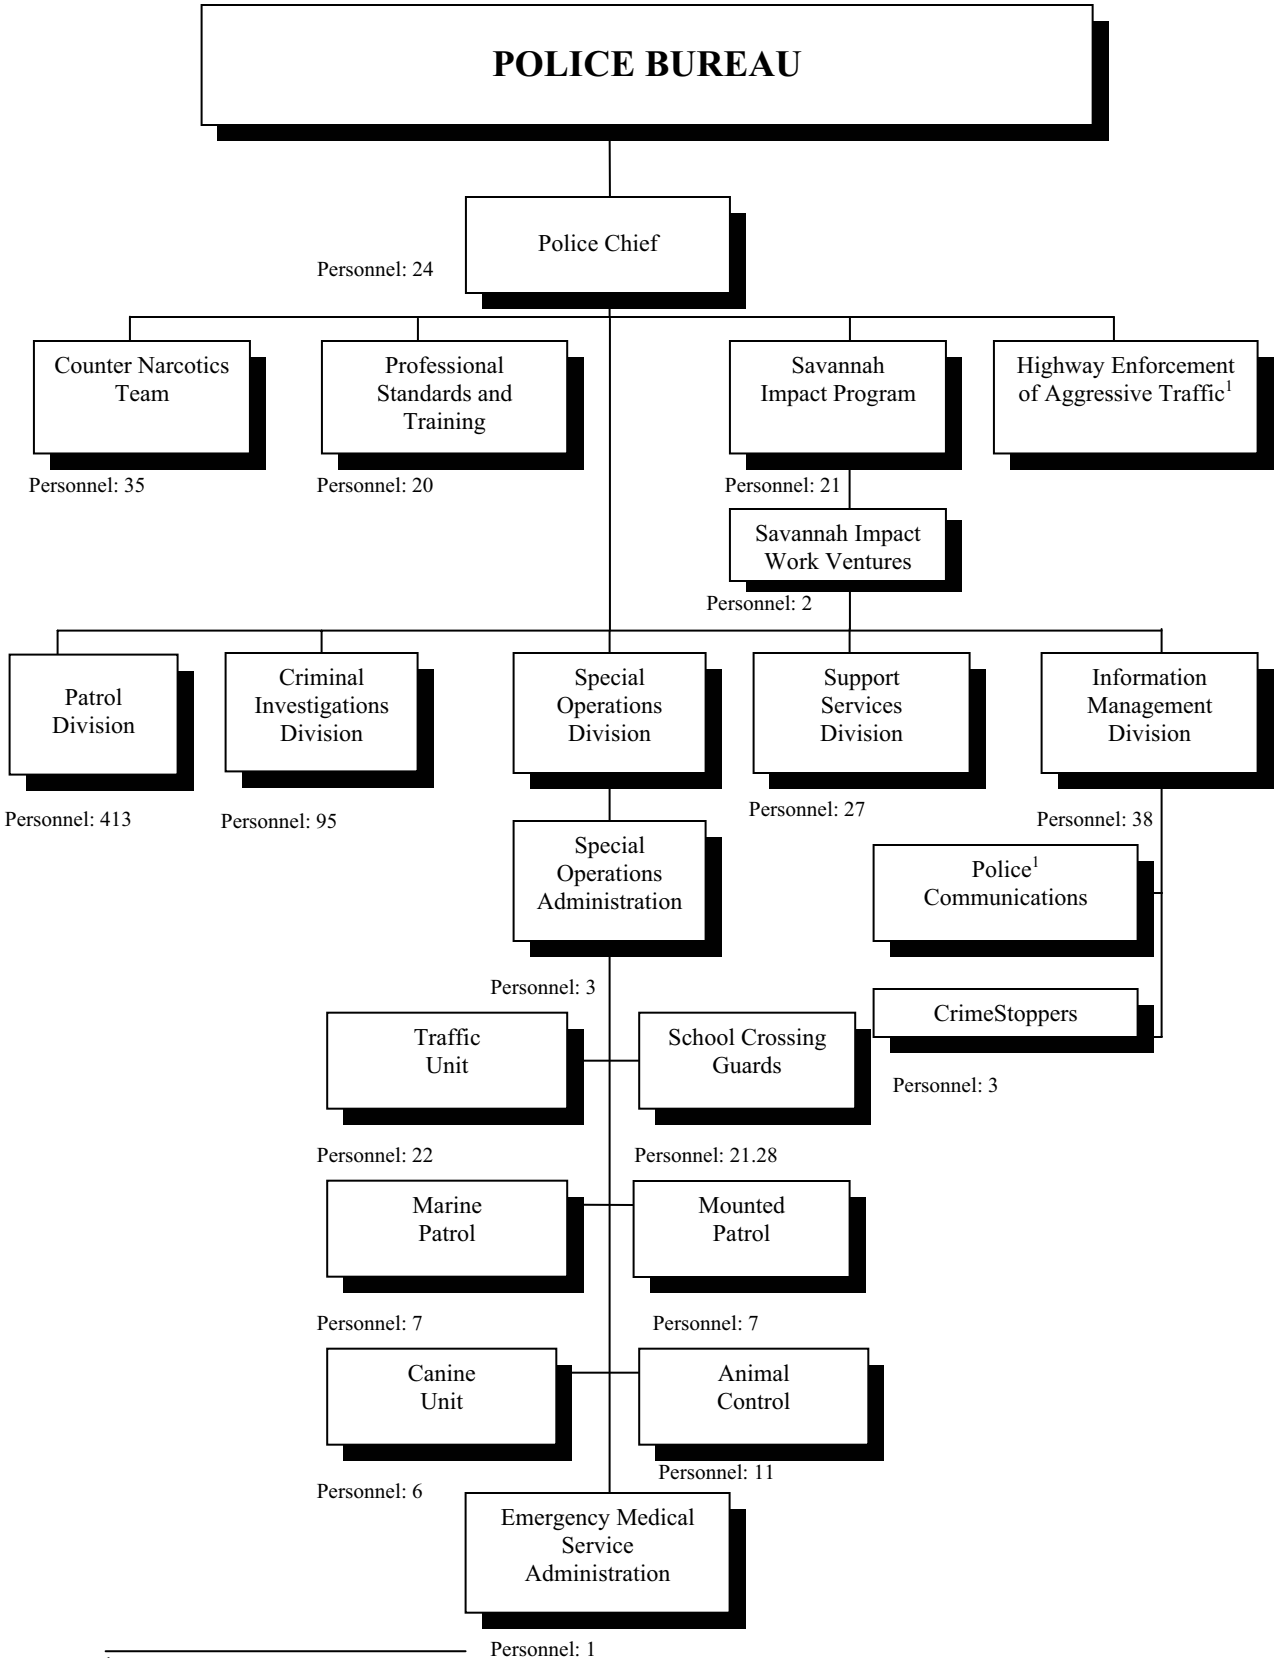 POLICE BUREAU
Police Chief
Personnel: 24
Counter Narcotics
Team
Professional
Standards and
Training
Savannah
Impact Program
Highway Enforcement
of Aggressive Traffic1
Personnel: 35
Personnel: 20
Personnel: 21
Savannah Impact
Work Ventures
Personnel: 2
Patrol
Division
Criminal
Investigations
Division
Special
Operations
Division
Support
Services
Division
Information
Management
Division
Personnel: 413
Personnel: 95
Personnel: 27
Personnel: 38
Special
Operations
Administration
Police1
Communications
Personnel: 3
CrimeStoppers
Personnel: 3
Traffic
Unit
School Crossing
Guards
Personnel: 22
Personnel: 21.28
Marine
Patrol
Mounted
Patrol
Personnel: 7
Personnel: 7
Canine
Unit
Animal
Control
Personnel: 6
Personnel: 11
Emergency Medical
Service
Administration
Personnel: 1